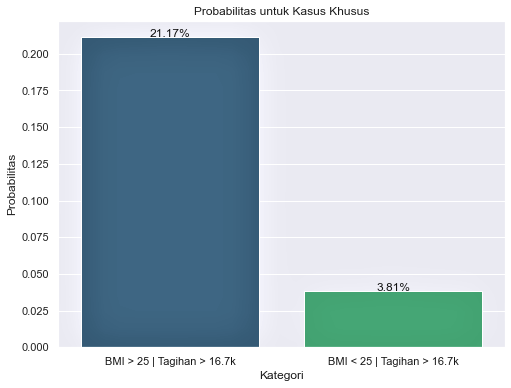 Probabilitas untuk Kasus Khusus
21.17%
3.81%
0.200
0.175
0.150
0.125
0.100
0.075
0.050
0.025
0.000
Probabilitas
BMI > 25 | Tagihan > 16.7k
BMI < 25 | Tagihan > 16.7k
Kategori